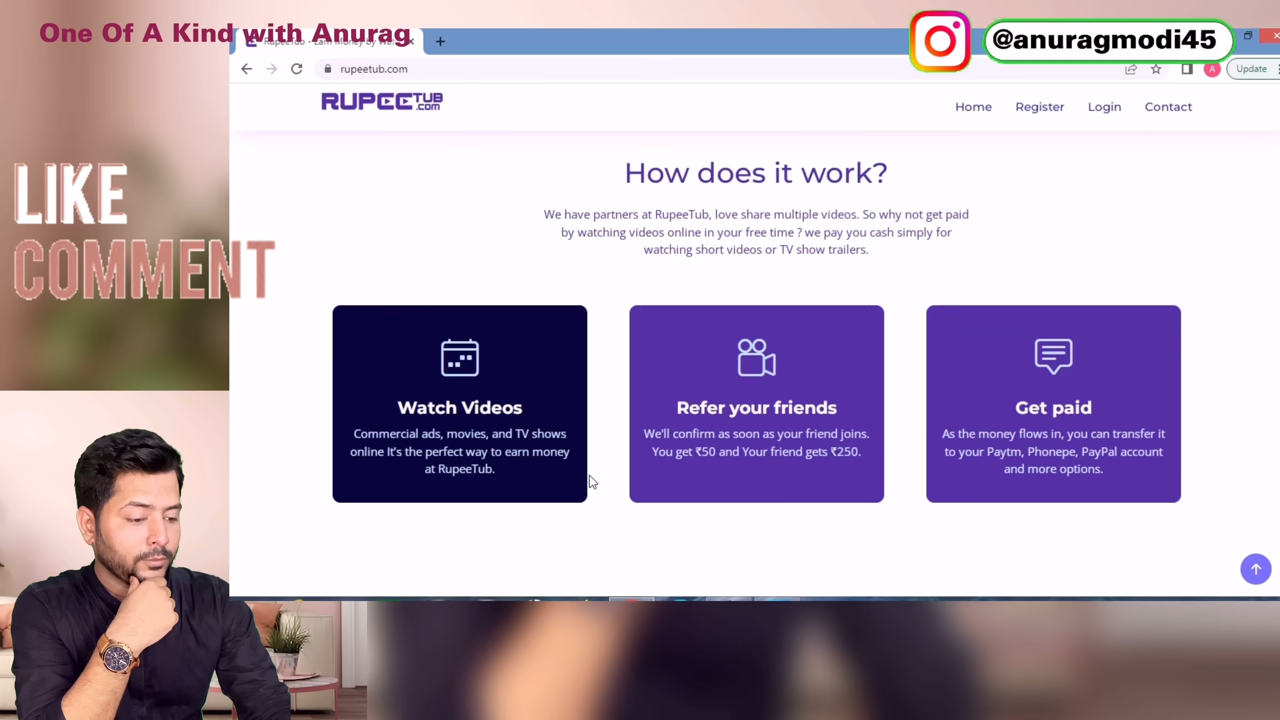 One Of A Kind with Anurag
@anuragmodi45
rupeetub.com
Update
RUPEETUB
.com
Home Register Login Contact
LIKE
COMMENT
How does it work?
We have partners at RupeeTub, love share multiple videos. So why not get paid
by watching videos online in your free time ? we pay you cash simply for
watching short videos or TV show trailers.
Watch Videos
Commercial ads, movies, and TV shows
online It's the perfect way to earn money
at RupeeTub.
Refer your friends
We'll confirm as soon as your friend joins.
You get ₹50 and Your friend gets ₹250.
Get paid
As the money flows in, you can transfer it
to your Paytm, Phonepe, PayPal account
and more options.